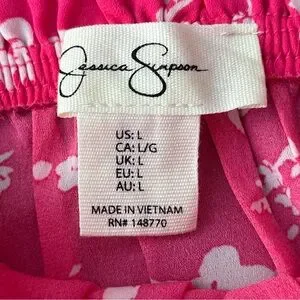 Jessica Simpson
US: L
CA: L/G
UK: L
EU: L
AU: L
MADE IN VIETNAM
RN# 148770